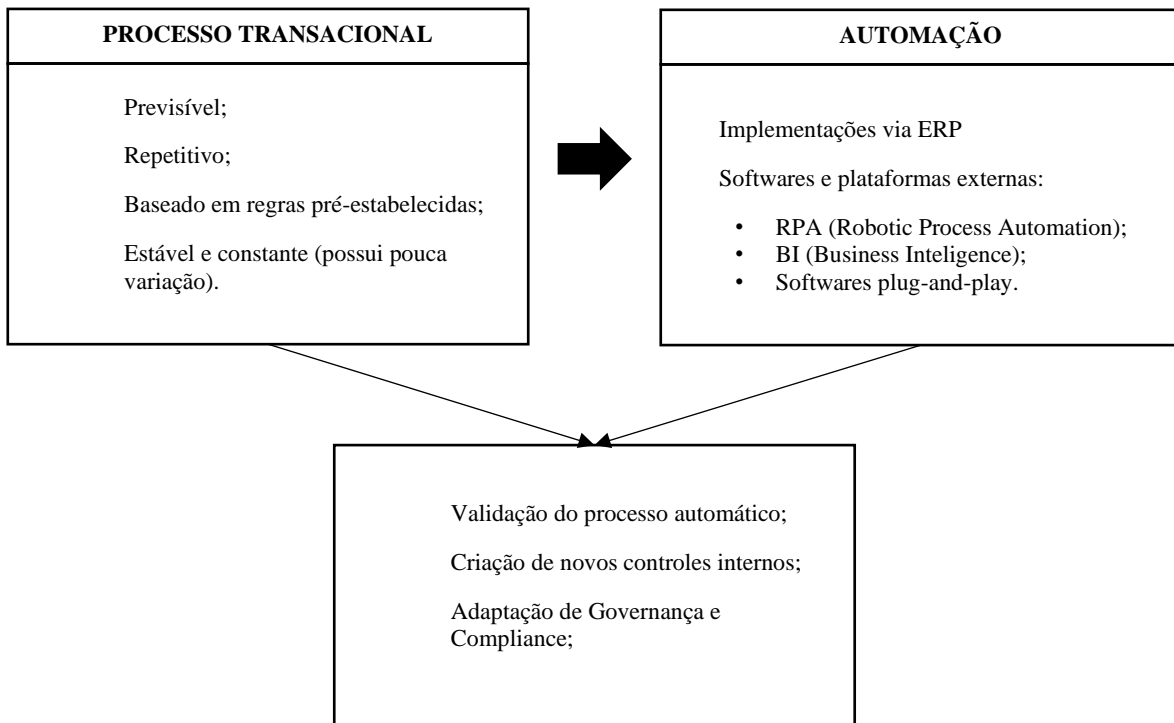 PROCESSO TRANSACIONAL
Previsível;
Repetitivo;
Baseado em regras pré-estabelecidas;
Estável e constante (possui pouca
variação).
AUTOMAÇÃO
Implementações via ERP
Softwares e plataformas externas:
• RPA (Robotic Process Automation);
• BI (Business Inteligence);
• Softwares plug-and-play.
Validação do processo automático;
Criação de novos controles internos;
Adaptação de Governança e
Compliance;